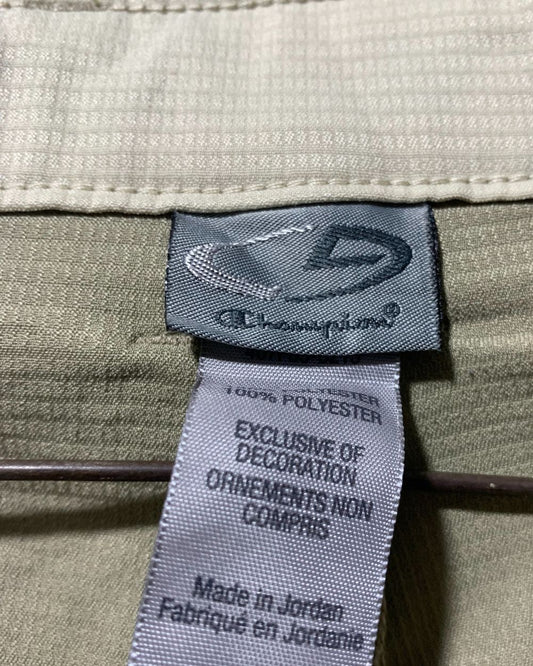 Champion®
100% POLYESTER
EXCLUSIVE OF
DECORATION
ORNEMENTS NON
COMPRIS
Made in Jordan
Fabriqué en Jordanie